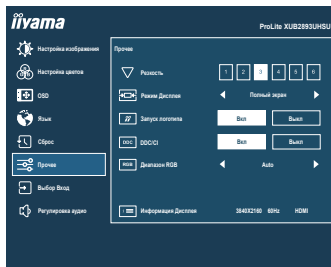 iiyama
ProLite XUB2893UHSU
Настройка изображения
Настройка цветов
OSD
Язык
Сброс
Прочее
Выбор Вход
Регулировка аудио
Прочее
Резкость 1 2 3 4 5 6
Режим Дисплея Полный экран
Запуск логотипа Вкл Выкл
DDC DDC/CI Вкл Выкл
RGB Диапазон RGB Auto
Информация Дисплея 3840X2160 60Hz HDMI